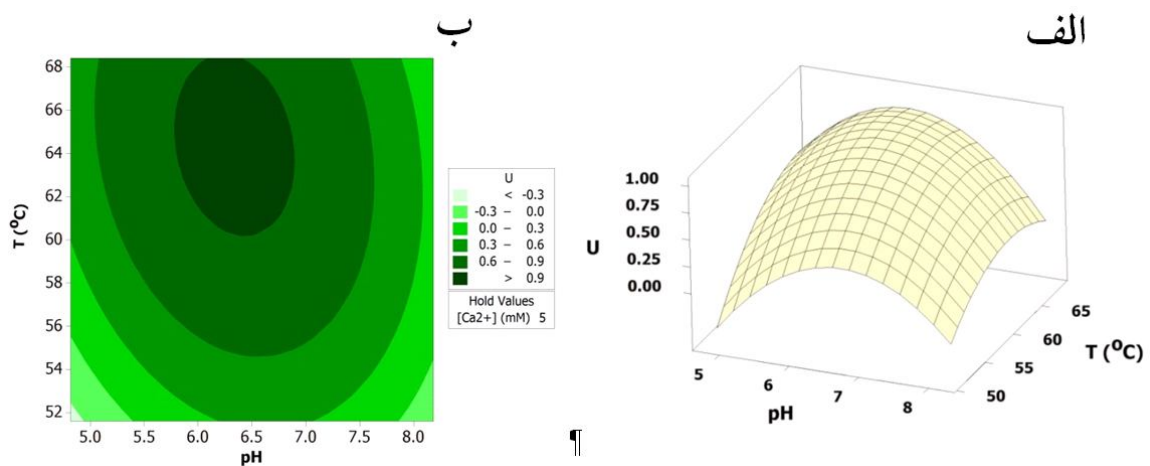 ب
68
66
64
62
60
58
56
54
52
T (⁰C)
5.0 5.5 6.0 6.5 7.0 7.5 8.0
pH
U
< -0.3
-0.3 – 0.0
0.0 – 0.3
0.3 – 0.6
0.6 – 0.9
> 0.9
Hold Values
[Ca2+] (mM) 5
¶
الف
1.00
0.75
0.50
0.25
0.00
U
5 6 7 8
pH
50 55 60 65
T (⁰C)